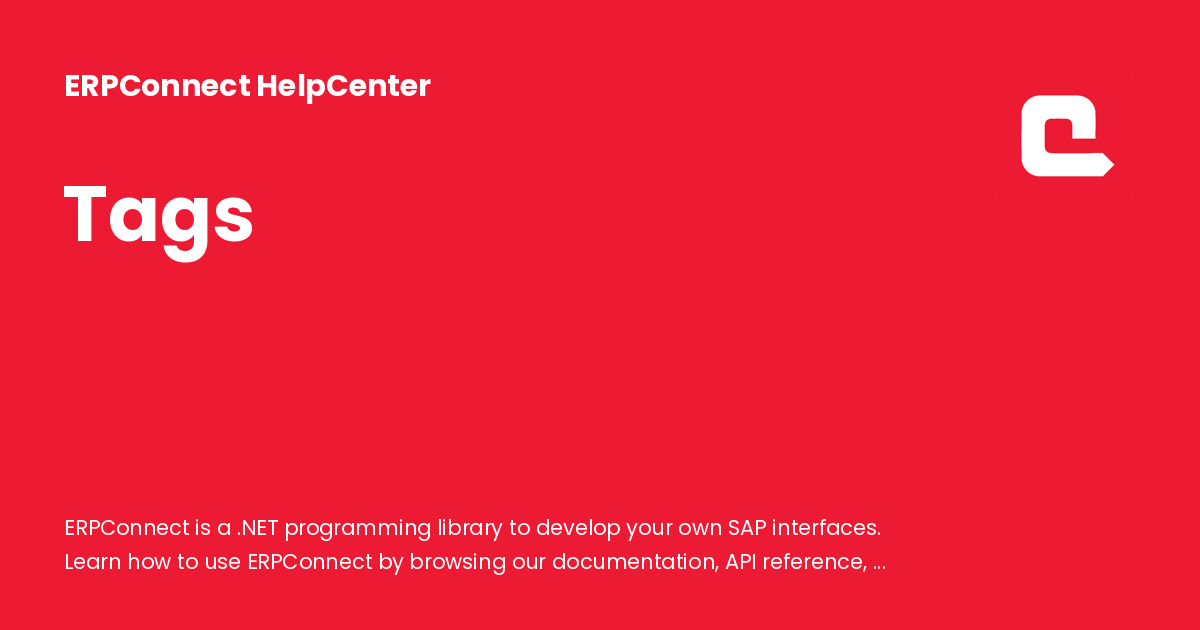 ERPConnect HelpCenter
Tags
ERPConnect is a .NET programming library to develop your own SAP interfaces.
Learn how to use ERPConnect by browsing our documentation, API reference, ...